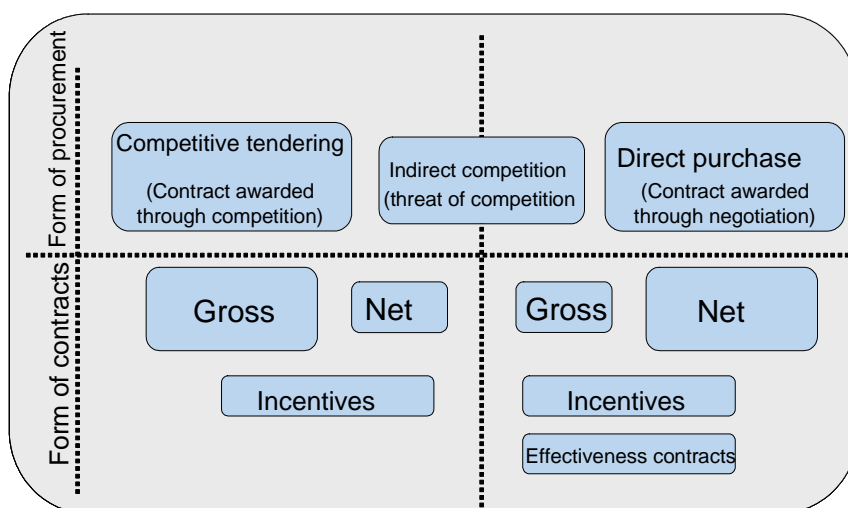 Form of procurement
Competitive tendering
(Contract awarded
through competition)
Indirect competition
(threat of competition
Direct purchase
(Contract awarded
through negotiation)
Form of contracts
Gross
Net
Gross
Net
Incentives
Incentives
Effectiveness contracts